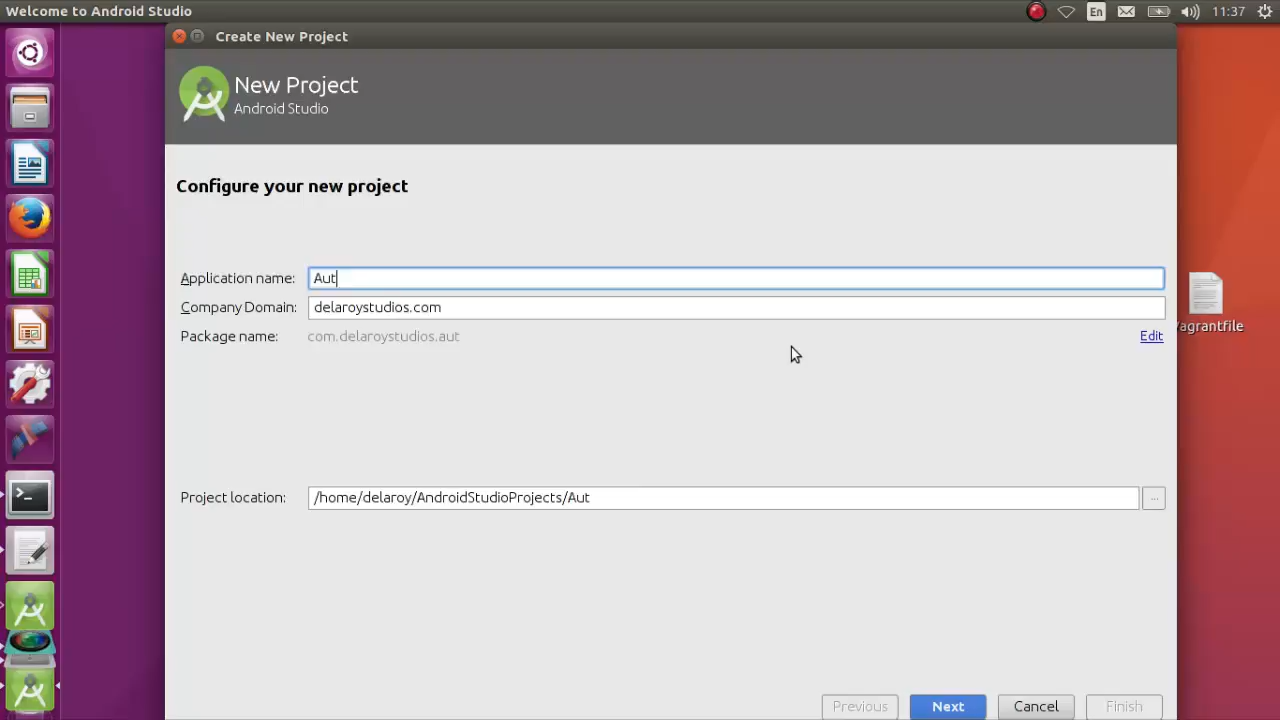 Welcome to Android Studio
En
11:37
Create New Project
New Project
Android Studio
Configure your new project
Application name: Aut
Company Domain: delaroystudios.com
Package name: com.delaroystudios.aut Edit
agrantfile
Project location: /home/delaroy/AndroidStudioProjects/Aut ...
Previous Next Cancel Finish